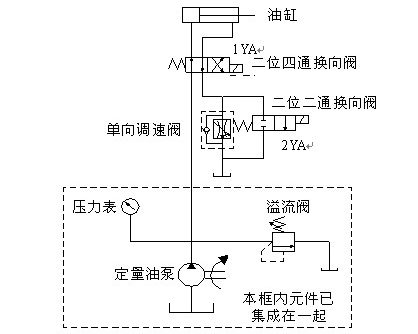 油缸
1YA
二位四通换向阀
二位二通换向阀
单向调速阀
2YA
压力表
溢流阀
定量油泵
本框内元件已
集成在一起